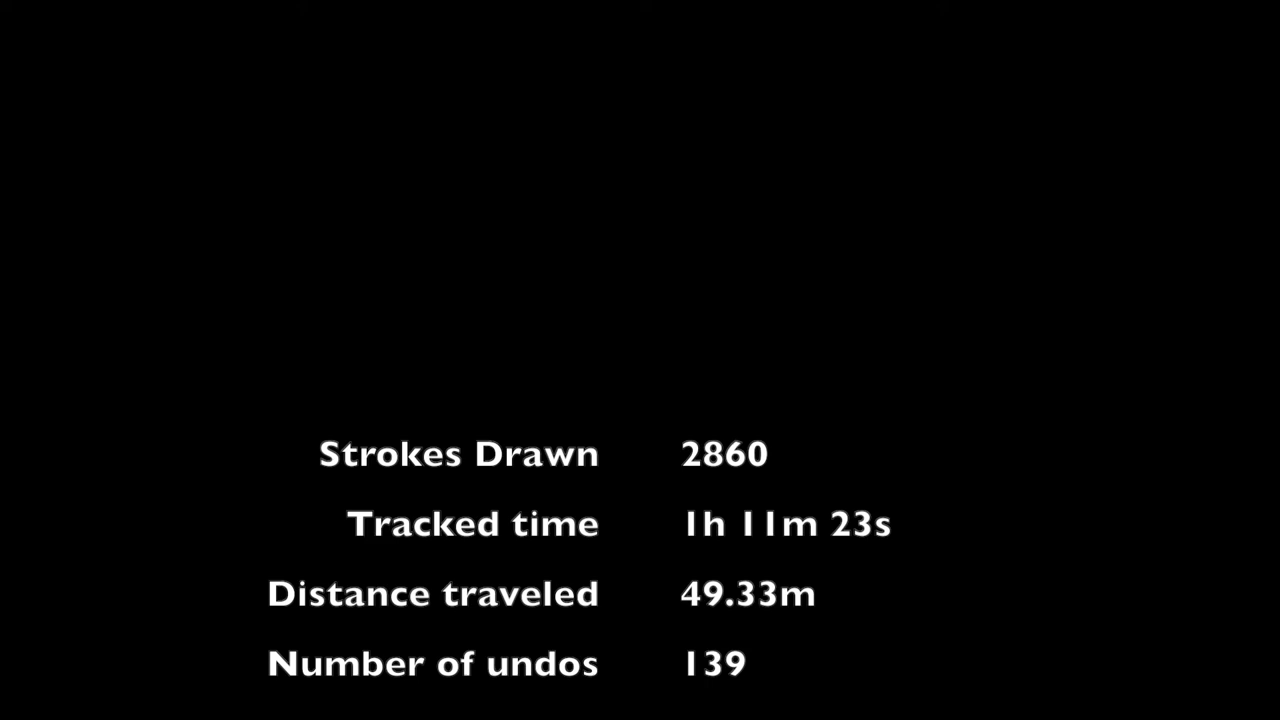 Strokes Drawn 2860
Tracked time 1h 11m 23s
Distance traveled 49.33m
Number of undos 139